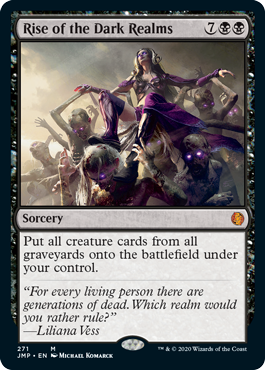 Rise of the Dark Realms 7
Sorcery
Put all creature cards from all
graveyards onto the battlefield under
your control.
“For every living person there are
generations of dead. Which realm would
you rather rule?”
—Liliana Vess
271 M
JMP • EN Michael Komarck
™ & © 2020 Wizards of the Coast